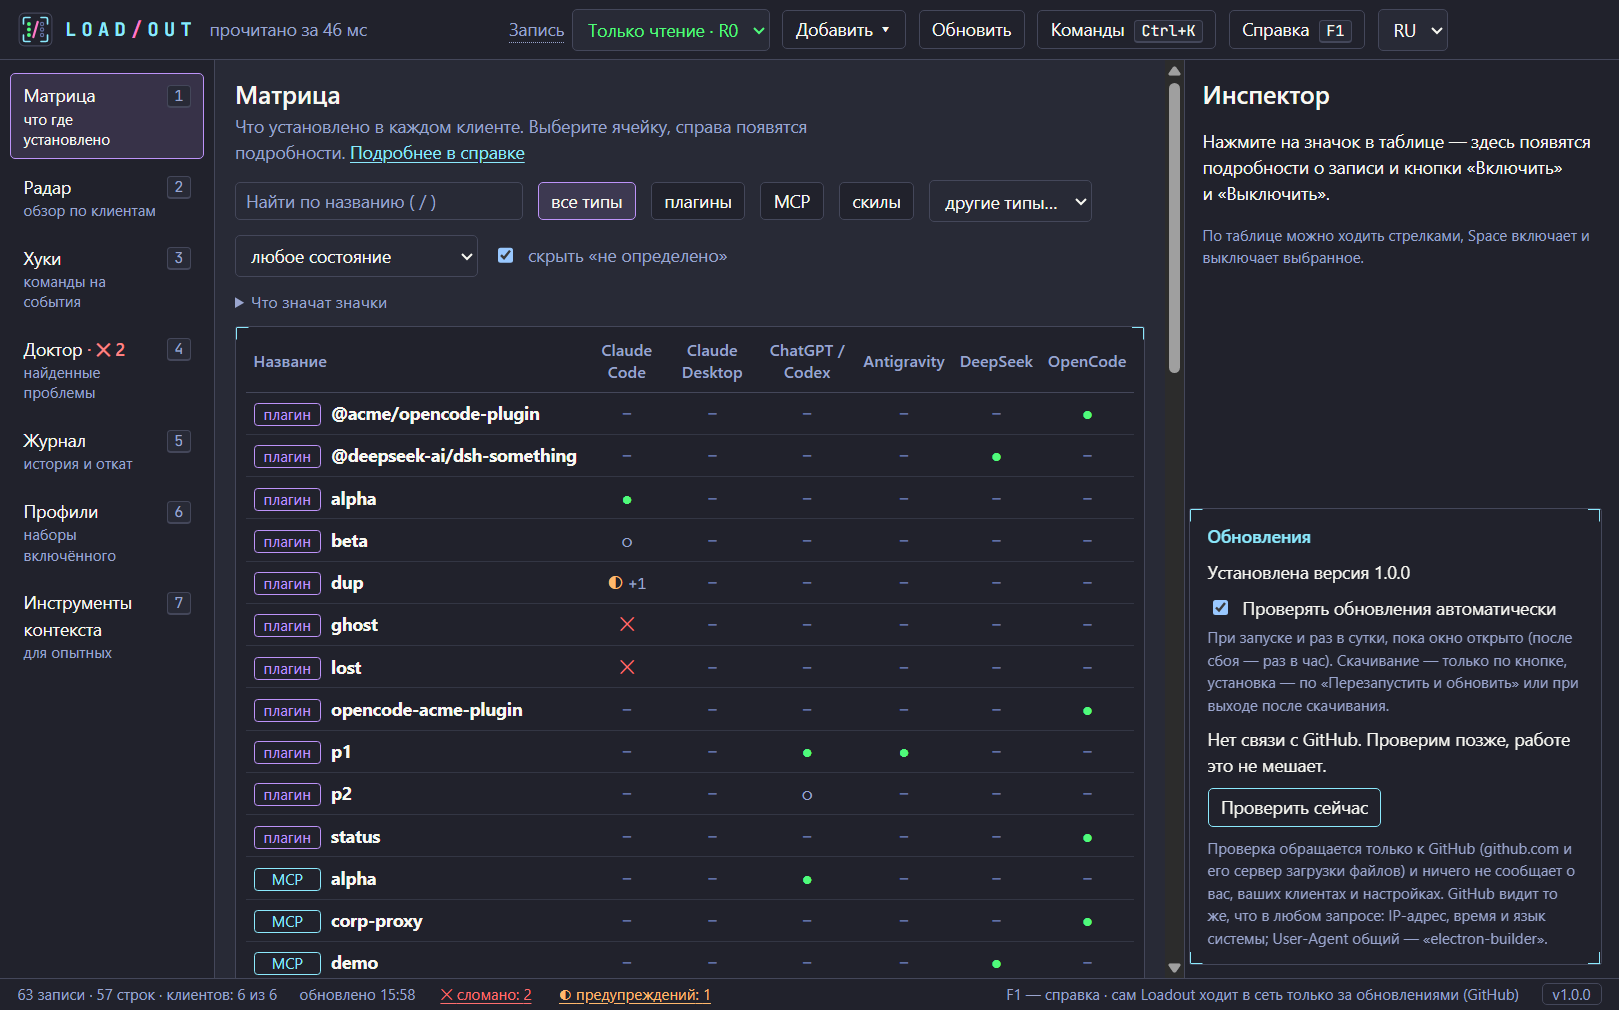 LOAD/OUT прочитано за 46 мс Запись Только чтение · R0 Добавить ▼ Обновить Команды Ctrl+K Справка F1 RU
Матрица 1
что где
установлено
Радар 2
обзор по клиентам
Хуки 3
команды на
события
Доктор · ✕ 2 4
найденные
проблемы
Журнал 5
история и откат
Профили 6
наборы
включённого
Инструменты 7
контекста
для опытных
Матрица
Что установлено в каждом клиенте. Выберите ячейку, справа появятся
подробности. Подробнее в справке
Найти по названию ( / ) все типы плагины MCP скилы другие типы...
любое состояние скрыть «не определено»
▶ Что значат значки
Название Claude Code Claude Desktop ChatGPT / Codex Antigravity DeepSeek OpenCode
плагин @acme/opencode-plugin – – – – – ●
плагин @deepseek-ai/dsh-something – – – – ● –
плагин alpha ● – – – – –
плагин beta ○ – – – – –
плагин dup ◐ +1 – – – – –
плагин ghost ✕ – – – – –
плагин lost ✕ – – – – –
плагин opencode-acme-plugin – – – – – ●
плагин p1 – – ● ● – –
плагин p2 – – ○ – – –
плагин status – – – – – ●
MCP alpha – – ● – – –
MCP corp-proxy – – – – – ●
MCP demo – – – – ● –
Инспектор
Нажмите на значок в таблице — здесь появятся
подробности о записи и кнопки «Включить»
и «Выключить».
По таблице можно ходить стрелками, Space включает и
выключает выбранное.
Обновления
Установлена версия 1.0.0
Проверять обновления автоматически
При запуске и раз в сутки, пока окно открыто (после
сбоя — раз в час). Скачивание — только по кнопке,
установка — по «Перезапустить и обновить» или при
выходе после скачивания.
Нет связи с GitHub. Проверим позже, работе
это не мешает.
Проверить сейчас
Проверка обращается только к GitHub (github.com и
его сервер загрузки файлов) и ничего не сообщает о
вас, ваших клиентах и настройках. GitHub видит то
же, что в любом запросе: IP-адрес, время и язык
системы; User-Agent общий — «electron-builder».
63 записи · 57 строк · клиентов: 6 из 6 обновлено 15:58 ✕ сломано: 2 ◐ предупреждений: 1 F1 — справка · сам Loadout ходит в сеть только за обновлениями (GitHub) v1.0.0